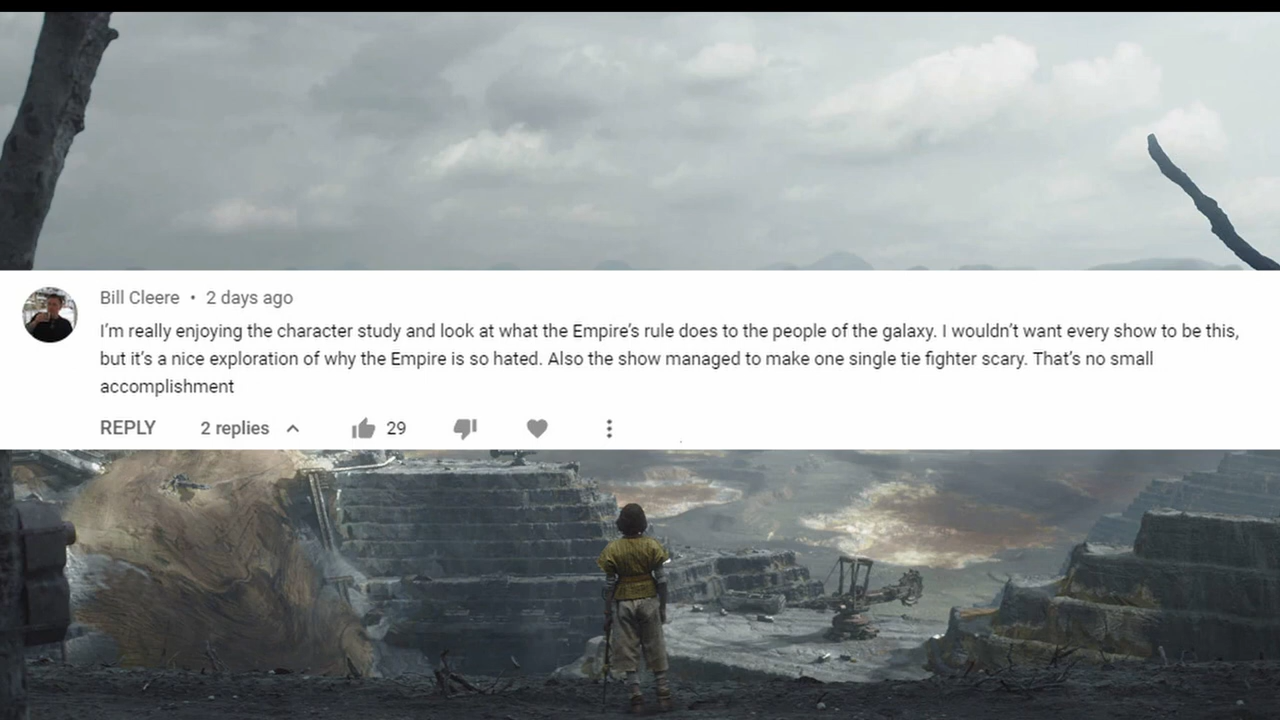 Bill Cleere • 2 days ago
I’m really enjoying the character study and look at what the Empire’s rule does to the people of the galaxy. I wouldn’t want every show to be this,
but it’s a nice exploration of why the Empire is so hated. Also the show managed to make one single tie fighter scary. That’s no small
accomplishment
REPLY 2 replies 29